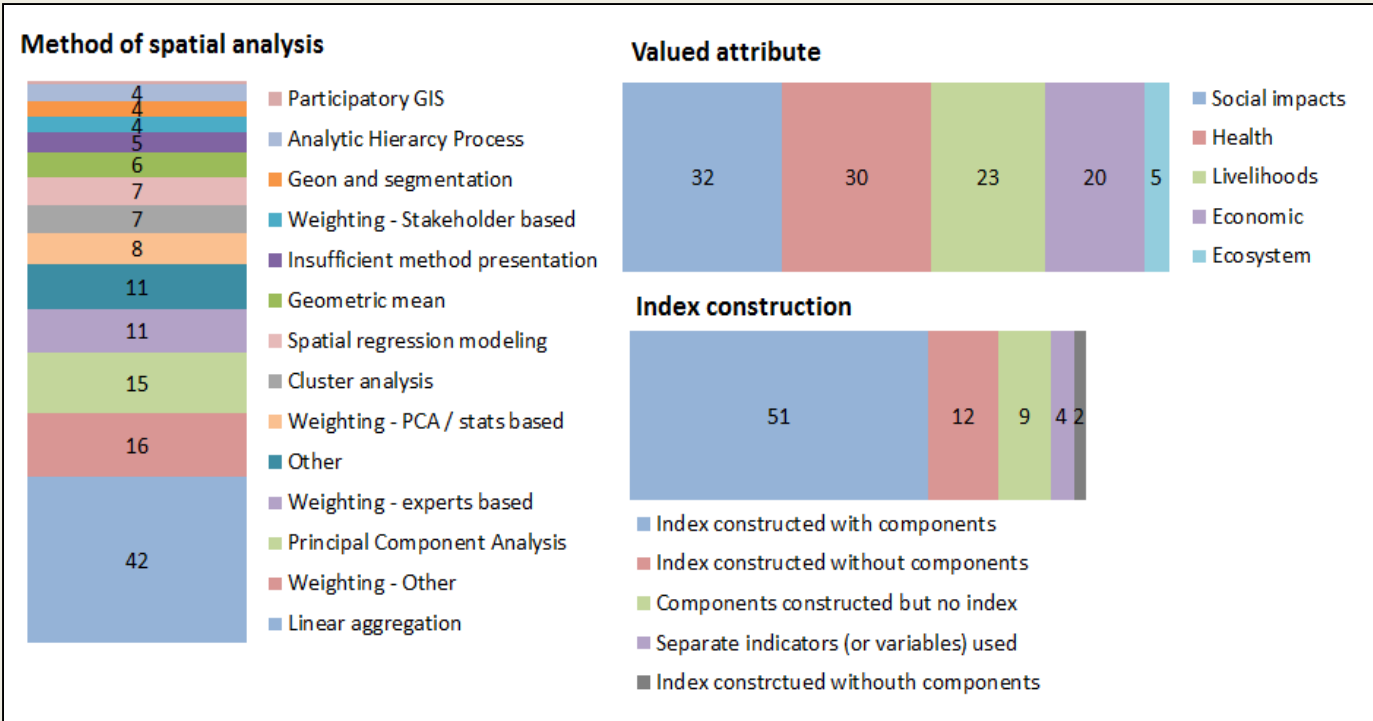 Method of spatial analysis
4
4
4
5
6
7
7
8
11
11
15
16
42
Participatory GIS
Analytic Hierarcy Process
Geon and segmentation
Weighting - Stakeholder based
Insufficient method presentation
Geometric mean
Spatial regression modeling
Cluster analysis
Weighting - PCA / stats based
Other
Weighting - experts based
Principal Component Analysis
Weighting - Other
Linear aggregation
Valued attribute
32 30 23 20 5
Social impacts
Health
Livelihoods
Economic
Ecosystem
Index construction
51 12 9 4 2
Index constructed with components
Index constructed without components
Components constructed but no index
Separate indicators (or variables) used
Index constrctued withouth components